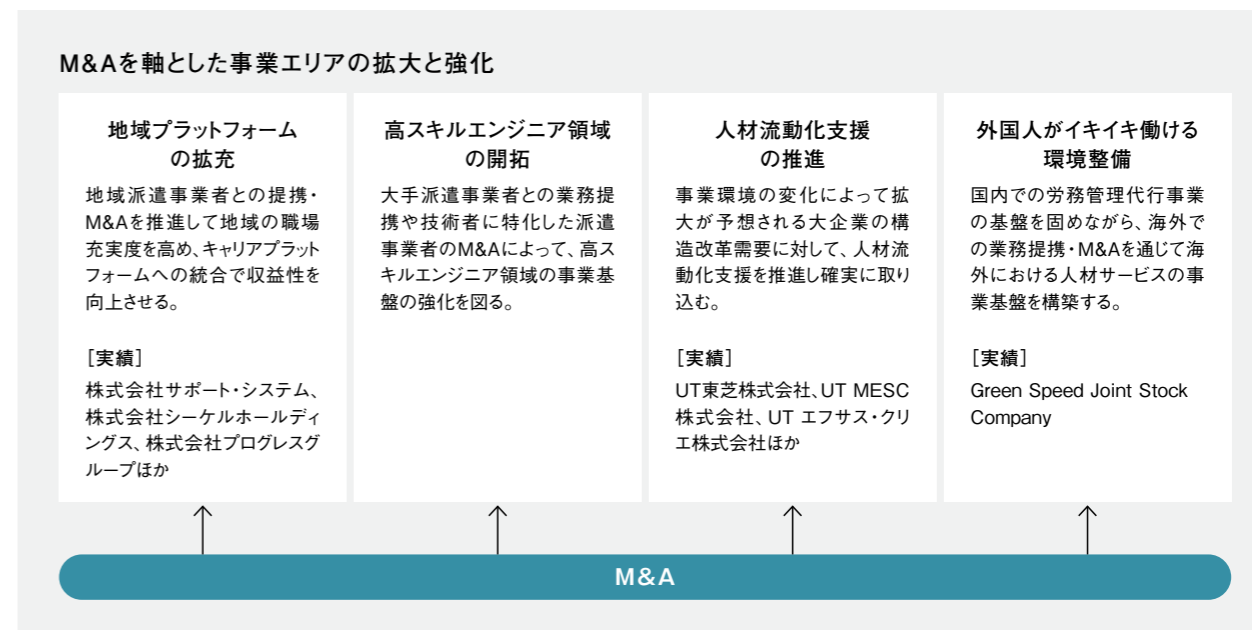 M&Aを軸とした事業エリアの拡大と強化
地域プラットフォーム
の拡充
地域派遣事業者との提携・
M&Aを推進して地域の職場
充実度を高め、キャリアプラット
フォームへの統合で収益性を
向上させる。
［実績］
株式会社サポート・システム、
株式会社シーケルホールディ
ングス、株式会社プログレスグ
ループほか
高スキルエンジニア領域
の開拓
大手派遣事業者との業務提
携や技術者に特化した派遣
事業者のM&Aによって、高ス
キルエンジニア領域の事業基
盤の強化を図る。
人材流動化支援
の推進
事業環境の変化によって拡
大が予想される大企業の構
造改革需要に対して、人材流
動化支援を推進し確実に取り
込む。
［実績］
UT東芝株式会社、UT MESC
株式会社、UT エフサス・クリ
エ株式会社ほか
外国人がイキイキ働ける
環境整備
国内での労務管理代行事業
の基盤を固めながら、海外で
の業務提携・M&Aを通じて海
外における人材サービスの事
業基盤を構築する。
［実績］
Green Speed Joint Stock
Company
M&A